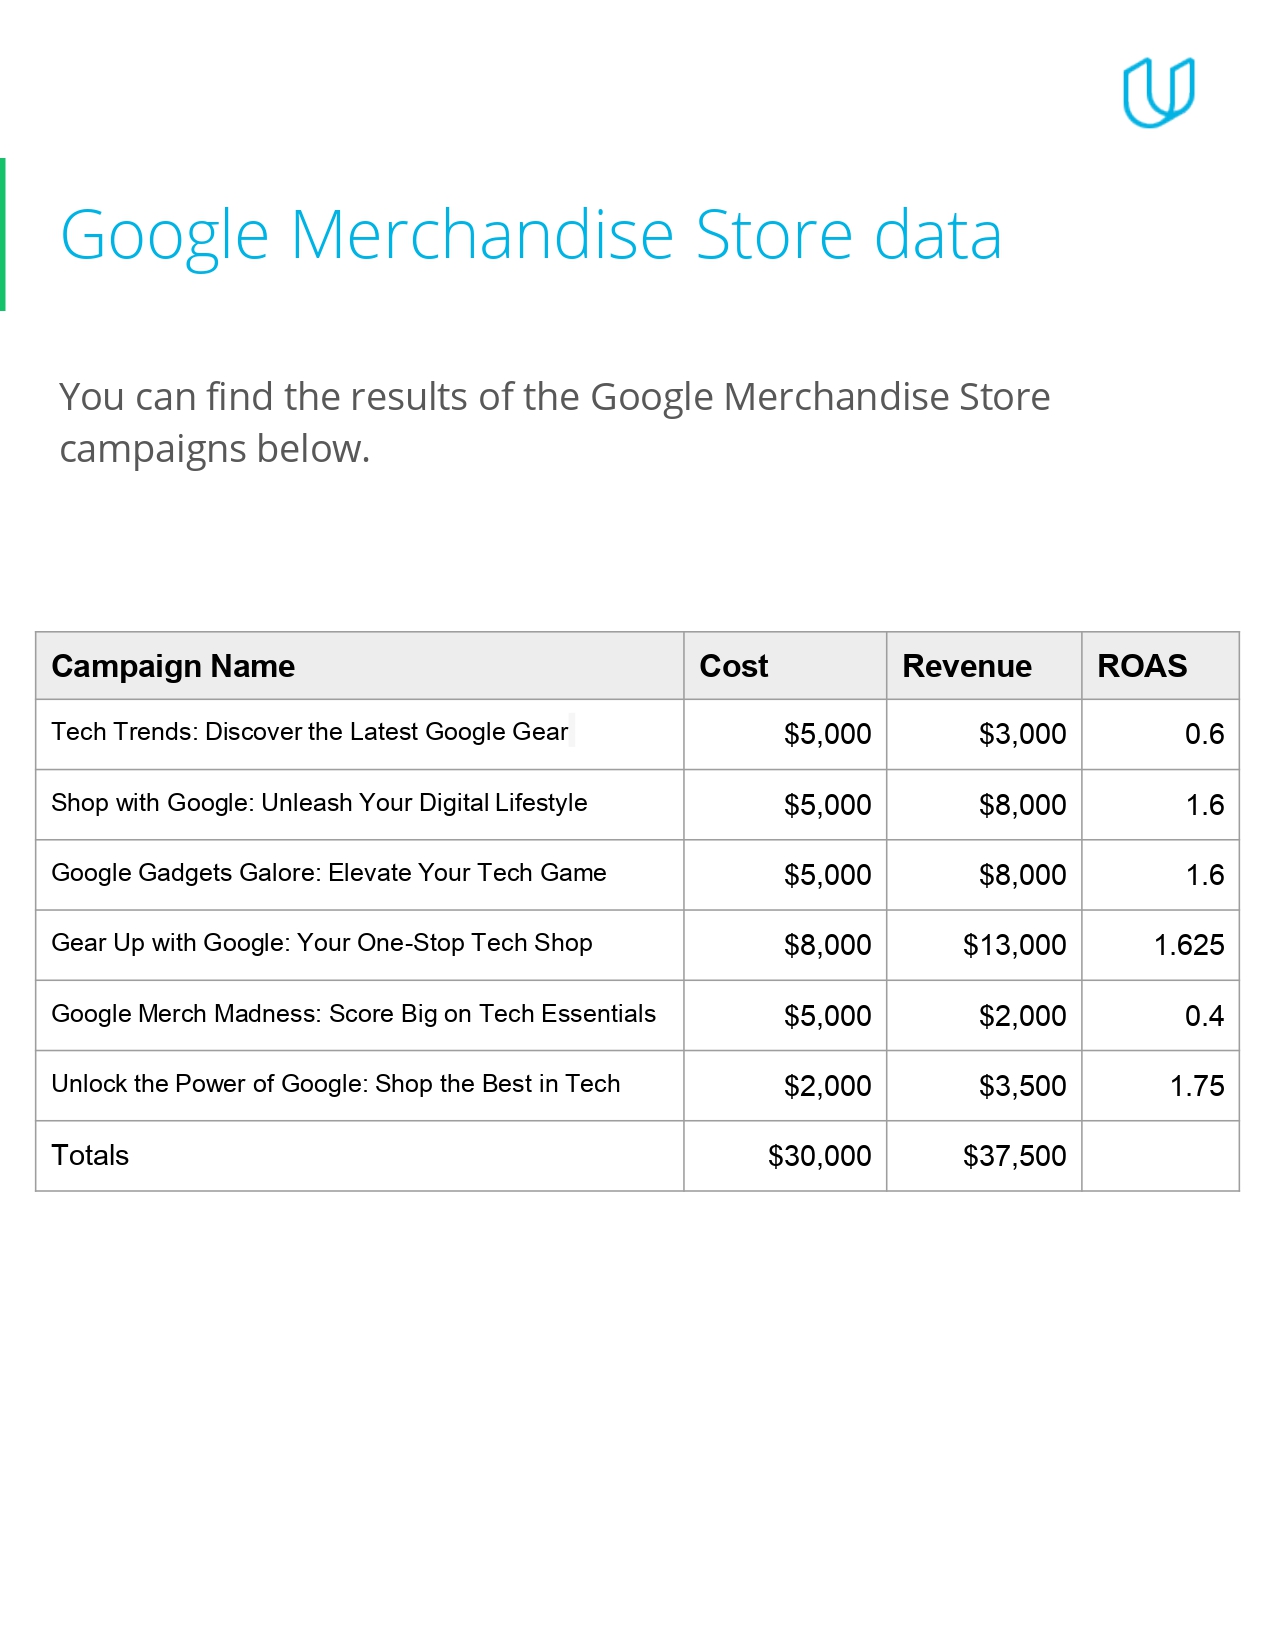 Google Merchandise Store data
You can find the results of the Google Merchandise Store
campaigns below.
Campaign Name Cost Revenue ROAS
Tech Trends: Discover the Latest Google Gear $5,000 $3,000 0.6
Shop with Google: Unleash Your Digital Lifestyle $5,000 $8,000 1.6
Google Gadgets Galore: Elevate Your Tech Game $5,000 $8,000 1.6
Gear Up with Google: Your One-Stop Tech Shop $8,000 $13,000 1.625
Google Merch Madness: Score Big on Tech Essentials $5,000 $2,000 0.4
Unlock the Power of Google: Shop the Best in Tech $2,000 $3,500 1.75
Totals $30,000 $37,500